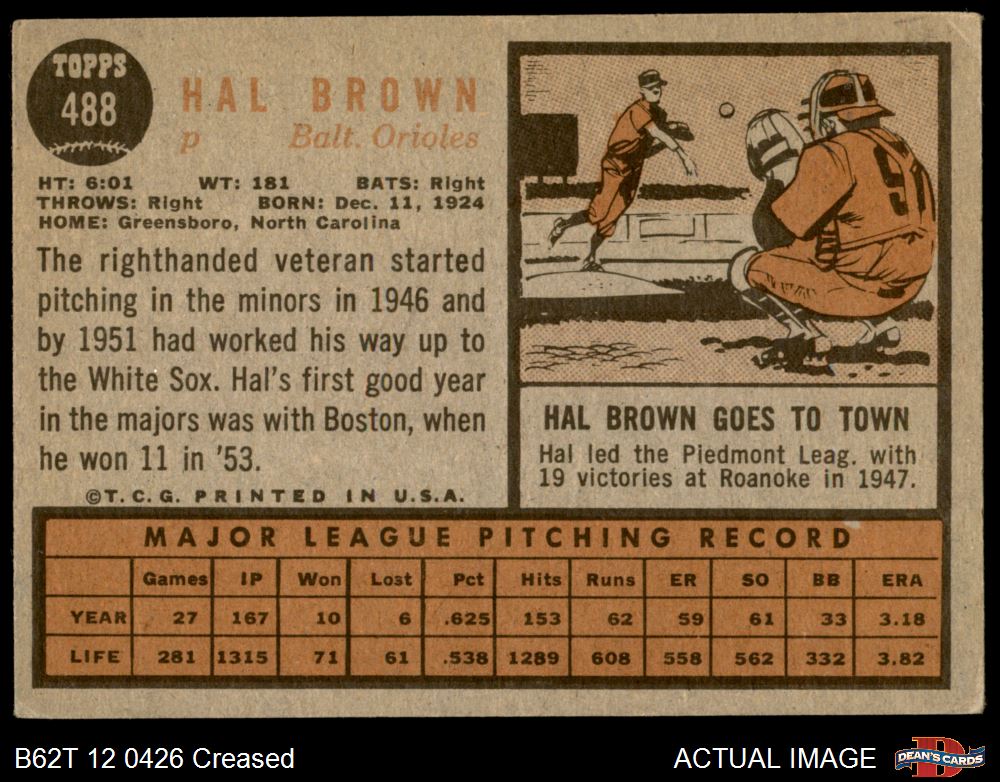 TOPPS
488
HAL BROWN
p Balt. Orioles
HT: 6:01 WT: 181 BATS: Right
THROWS: Right BORN: Dec. 11, 1924
HOME: Greensboro, North Carolina
The righthanded veteran started
pitching in the minors in 1946 and
by 1951 had worked his way up to
the White Sox. Hal's first good year
in the majors was with Boston, when
he won 11 in '53.
©T.C.G. PRINTED IN U.S.A.
HAL BROWN GOES TO TOWN
Hal led the Piedmont Leag. with
19 victories at Roanoke in 1947.
MAJOR LEAGUE PITCHING RECORD
Games IP Won Lost Pct Hits Runs ER SO BB ERA
YEAR 27 167 10 6 .625 153 62 59 61 33 3.18
LIFE 281 1315 71 61 .538 1289 608 558 562 332 3.82
B62T 12 0426 Creased ACTUAL IMAGE
D
DEAN'S CARDS